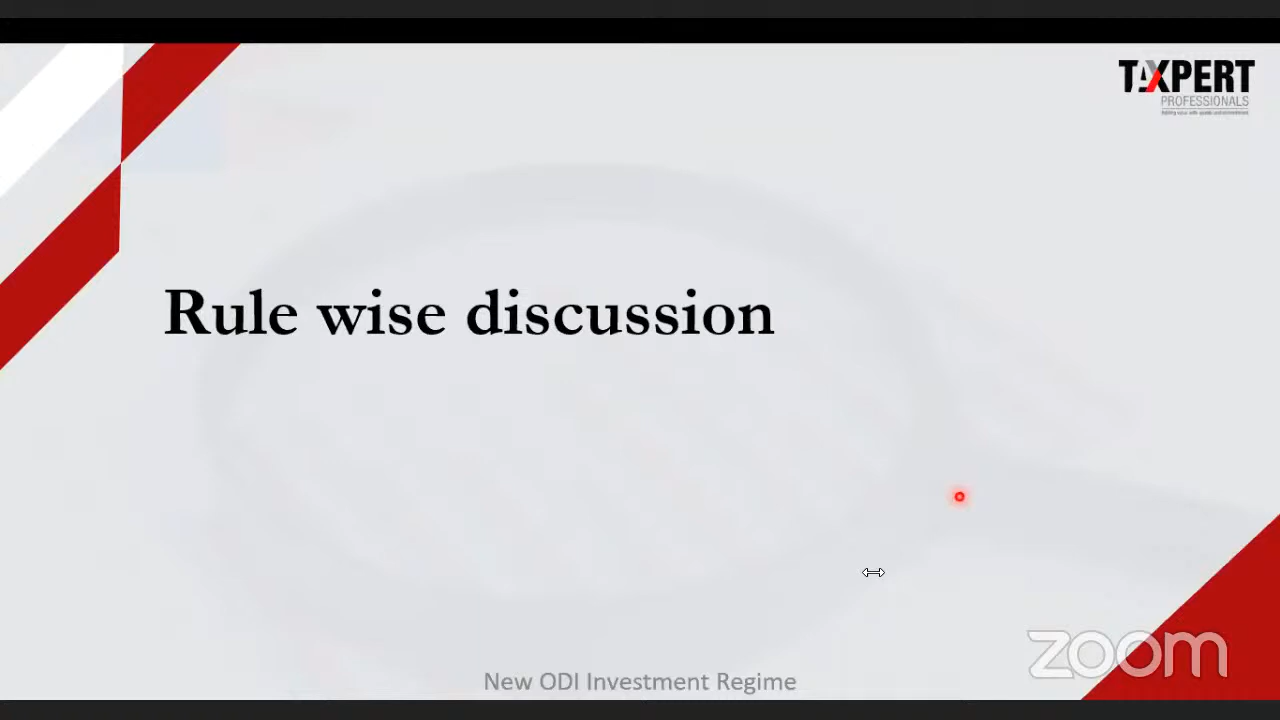 TAXPERT
PROFESSIONALS
Rule wise discussion
New ODI Investment Regime
zoom